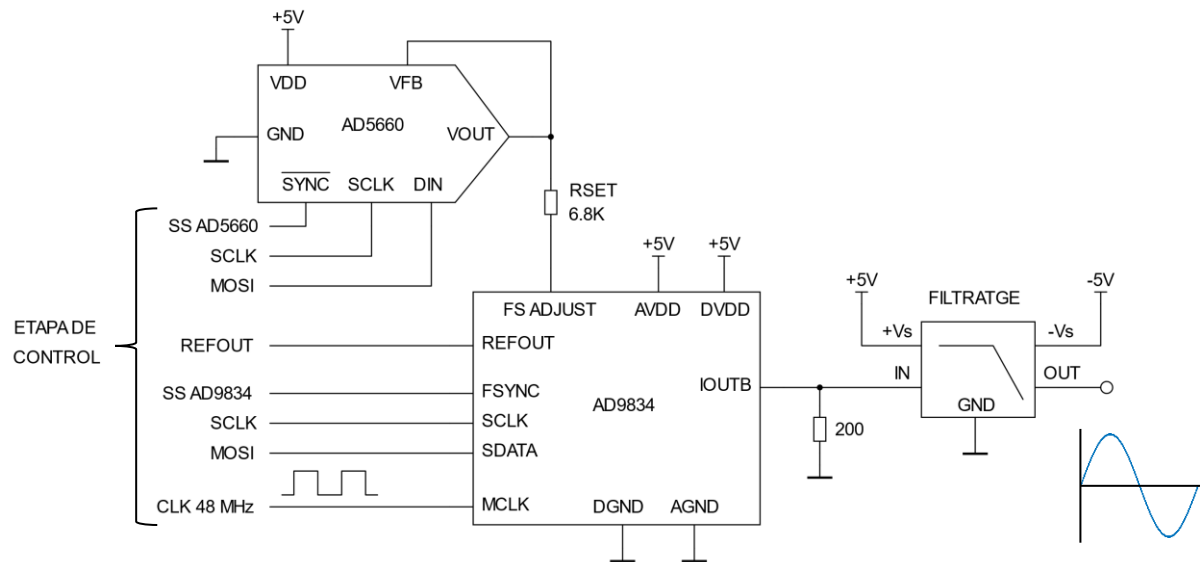 +5V
VDD
VFB
AD5660
GND
VOUT
SYNC SCLK DIN
RSET
6.8K
SS AD5660
SCLK
MOSI
ETAPA DE
CONTROL
REFOUT
SS AD9834
SCLK
MOSI
CLK 48 MHz
+5V
+5V
FS ADJUST AVDD DVDD
REFOUT
FSYNC
SCLK
SDATA
MCLK
AD9834
IOUTB
DGND AGND
200
+5V
FILTRATGE
-5V
+Vs
-Vs
IN
OUT
GND